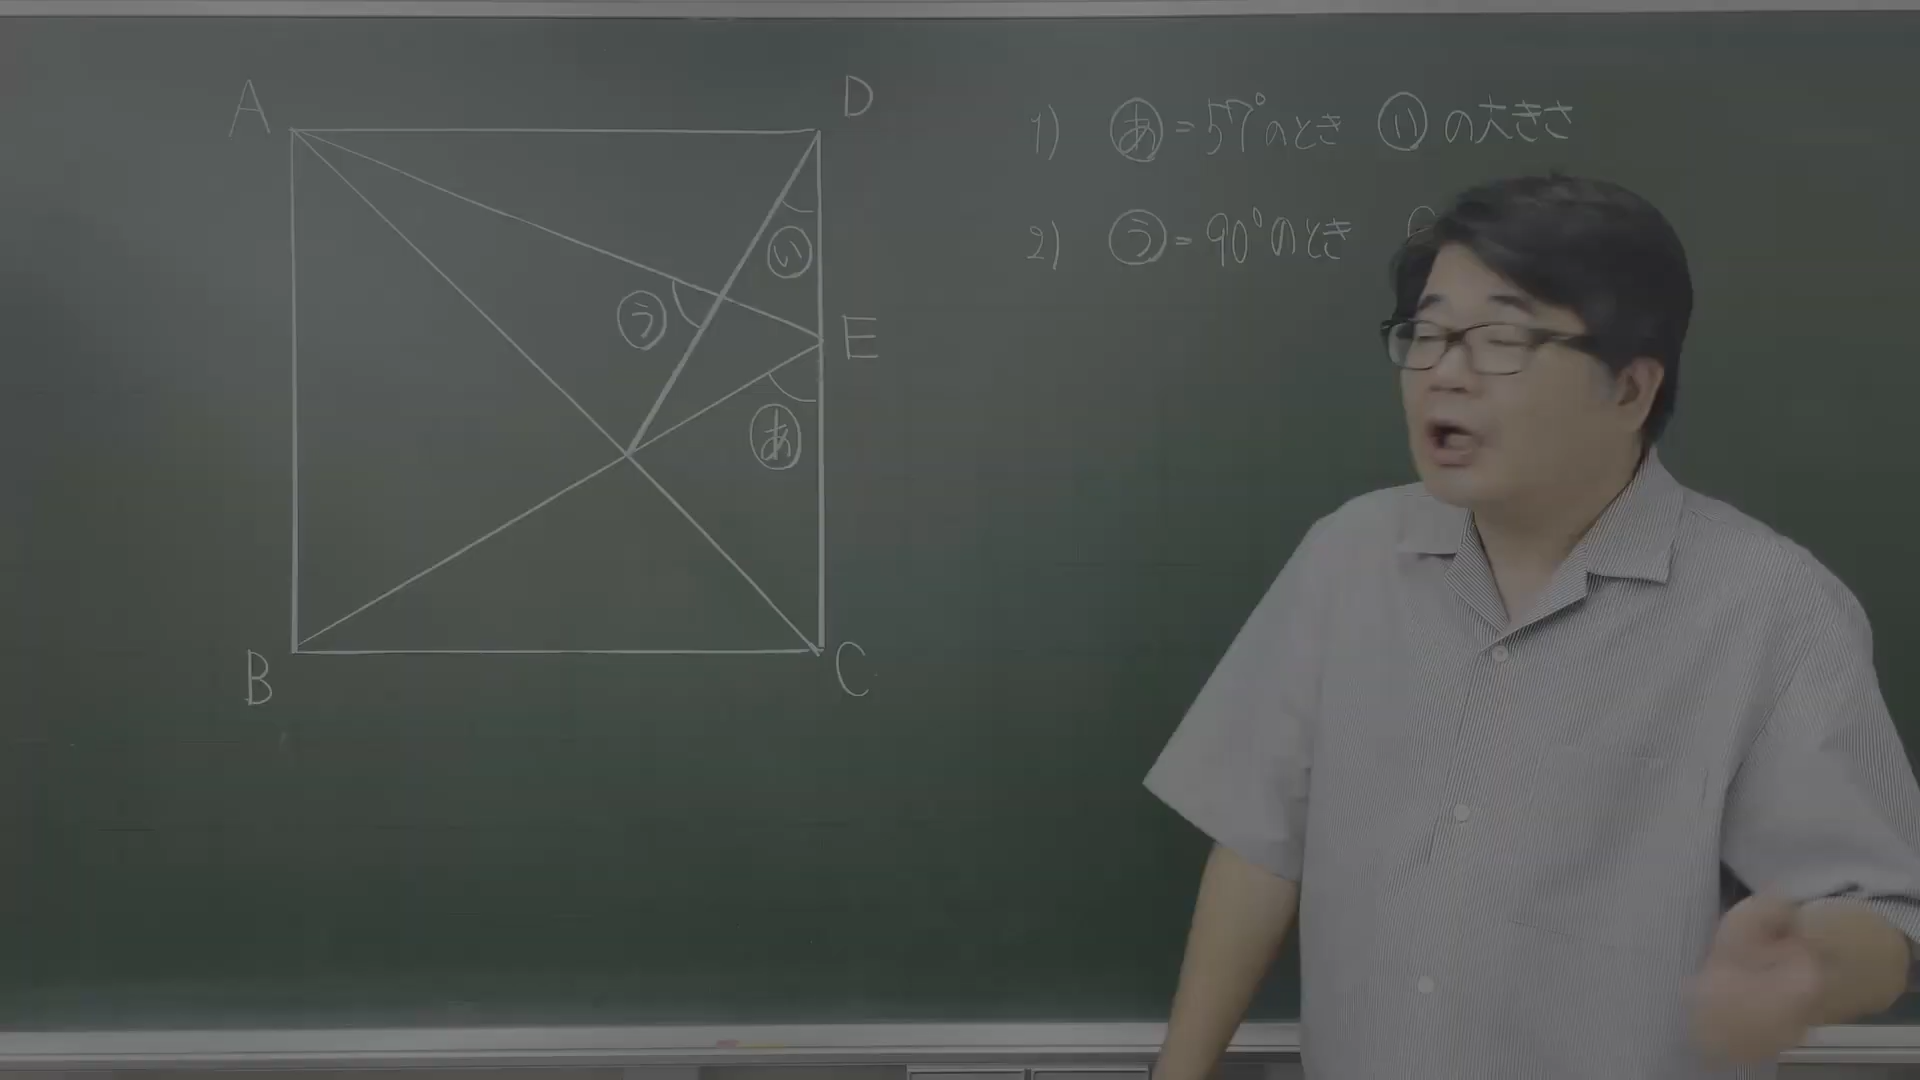 A
D
1) あ = 57°のとき いの大きさ
2) う = 90°のとき
い
う
E
あ
B
C